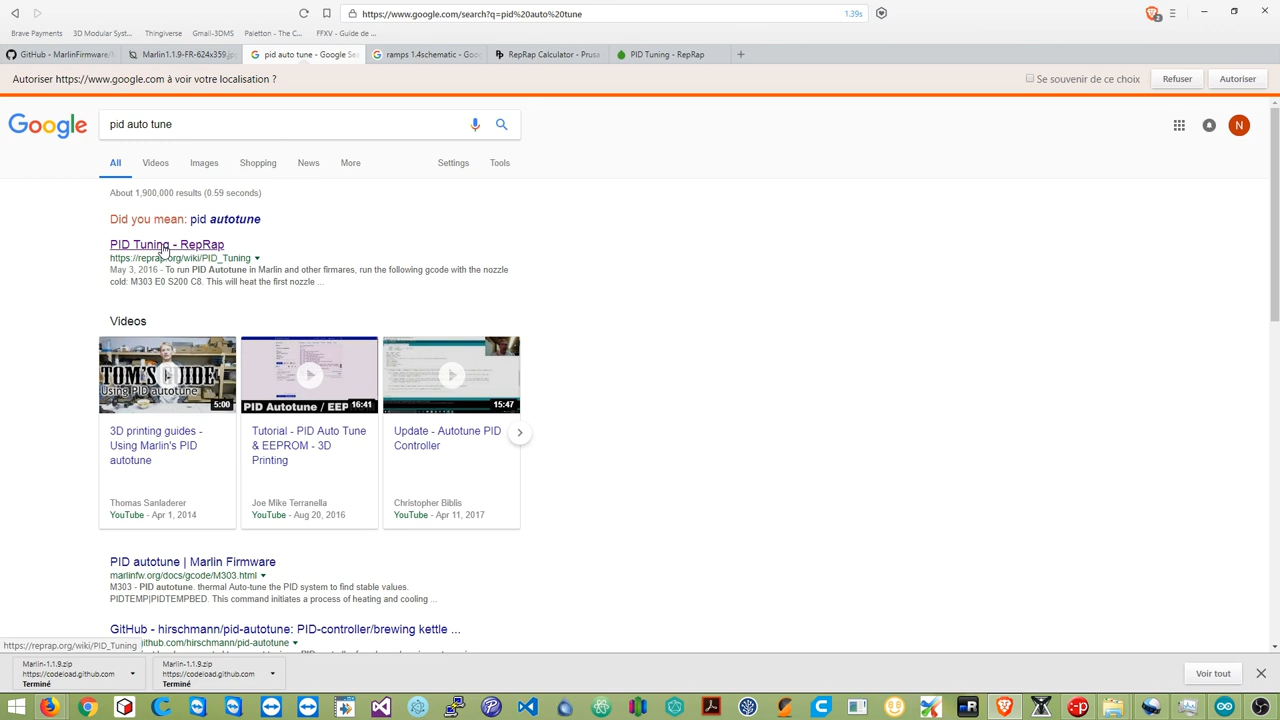 https://www.google.com/search?q=pid%20auto%20tune
1.39s
2
Brave Payments
3D Modular Syst...
Thingiverse
Gmail-3DMS
Paletton - The C...
FFXV - Guide de ...
GitHub - MarlinFirmware/M
Marlin1.1.9-FR-624x359.jpg
pid auto tune - Google Sea
ramps 1.4schematic - Goo
RepRap Calculator - Prusa
PID Tuning - RepRap
Autoriser https://www.google.com à voir votre localisation ?
Se souvenir de ce choix
Refuser
Autoriser
Google
pid auto tune
N
All
Videos
Images
Shopping
News
More
Settings
Tools
About 1,900,000 results (0.59 seconds)
Did you mean: pid autotune
PID Tuning - RepRap
https://reprap.org/wiki/PID_Tuning
May 3, 2016 - To run PID Autotune in Marlin and other firmares, run the following gcode with the nozzle
cold: M303 E0 S200 C8. This will heat the first nozzle ...
Videos
TOM'S GUIDE
Using PID autotune
5:00
PID Autotune / EEP
16:41
15:47
3D printing guides -
Using Marlin's PID
autotune
Tutorial - PID Auto Tune
& EEPROM - 3D
Printing
Update - Autotune PID
Controller
Thomas Sanladerer
YouTube - Apr 1, 2014
Joe Mike Terranella
YouTube - Aug 20, 2016
Christopher Biblis
YouTube - Apr 11, 2017
PID autotune | Marlin Firmware
marlinfw.org/docs/gcode/M303.html
M303 - PID autotune. thermal Auto-tune the PID system to find stable values.
PIDTEMP|PIDTEMPBED. This command initiates a process of heating and cooling ...
GitHub - hirschmann/pid-autotune: PID-controller/brewing kettle ...
ithub.com/hirschmann/pid-autotune
https://reprap.org/wiki/PID_Tuning
Marlin-1.1.9.zip
https://codeload.github.com
Terminé
Marlin-1.1.9.zip
https://codeload.github.com
Terminé
Voir tout